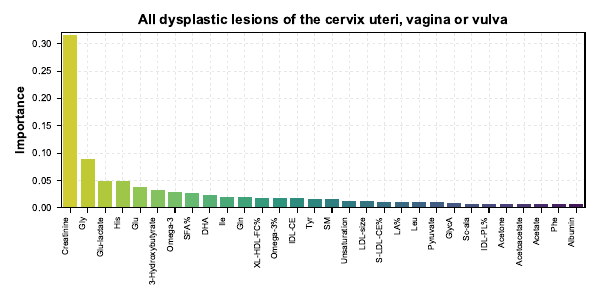 All dysplastic lesions of the cervix uteri, vagina or vulva
Importance
0.30
0.25
0.20
0.15
0.10
0.05
0.00
Creatinine
Gly
Glu-lactate
His
Glu
3-Hydroxybutyrate
Omega-3
SFA%
DHA
Ile
Gln
XL-HDL-FC%
Omega-3%
IDL-CE
Tyr
SM
Unsaturation
LDL-size
S-LDL-CE%
LA%
Leu
Pyruvate
GlycA
Sc-ala
IDL-PL%
Acetone
Acetoacetate
Acetate
Phe
Albumin